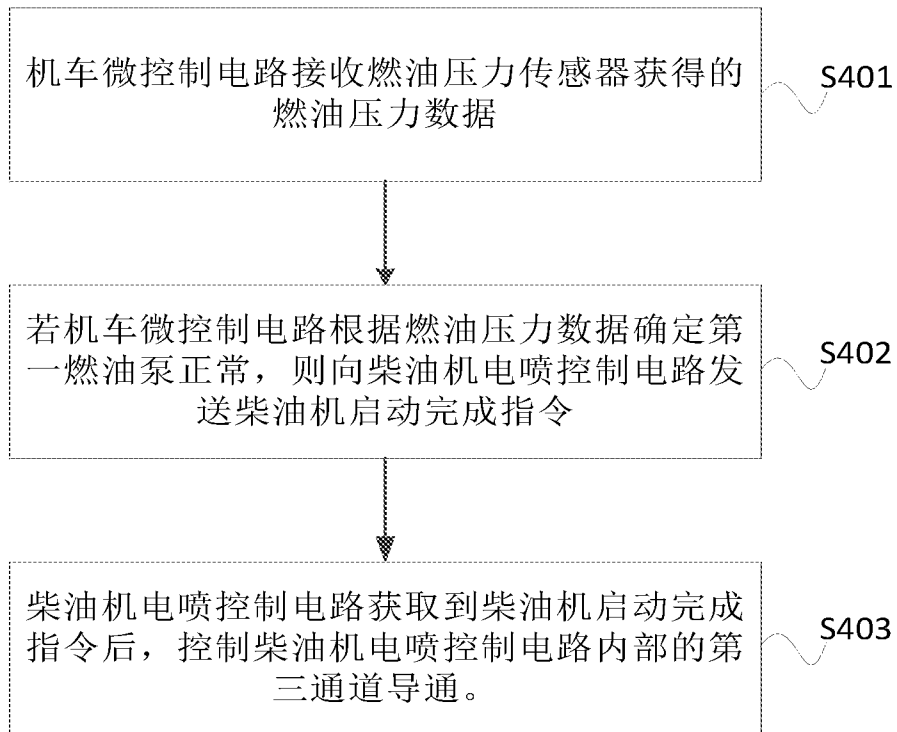 机车微控制电路接收燃油压力传感器获得的
燃油压力数据
S401
若机车微控制电路根据燃油压力数据确定第
一燃油泵正常，则向柴油机电喷控制电路发
送柴油机启动完成指令
S402
柴油机电喷控制电路获取到柴油机启动完成
指令后，控制柴油机电喷控制电路内部的第
三通道导通。
S403